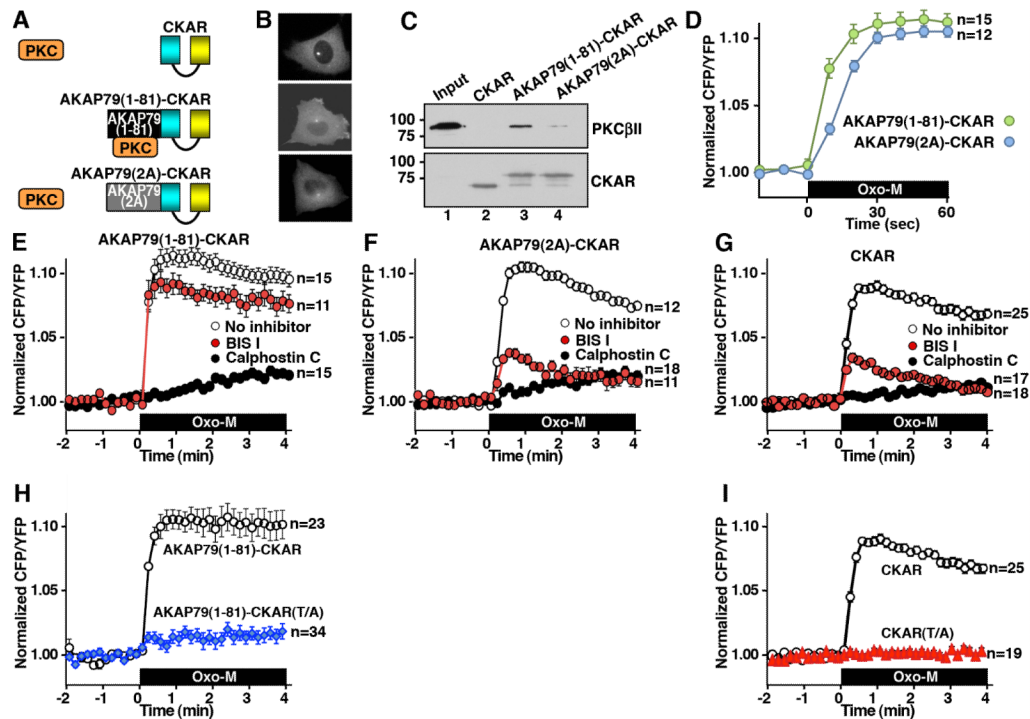 A
CKAR
PKC
AKAP79(1-81)-CKAR
AKAP79
(1-81)
PKC
AKAP79(2A)-CKAR
PKC
AKAP79
(2A)
B
C
Input
CKAR
AKAP79(1-81)-CKAR
AKAP79(2A)-CKAR
100
75
PKCβII
100
75
CKAR
1 2 3 4
D
Normalized CFP/YFP
1.10
1.05
1.00
n=15
n=12
AKAP79(1-81)-CKAR
AKAP79(2A)-CKAR
Oxo-M
0 30 60
Time (sec)
E
AKAP79(1-81)-CKAR
Normalized CFP/YFP
1.10
1.05
1.00
n=15
n=11
No inhibitor
BIS I
Calphostin C
n=15
Oxo-M
-2 -1 0 1 2 3 4
Time (min)
F
AKAP79(2A)-CKAR
Normalized CFP/YFP
1.10
1.05
1.00
n=12
No inhibitor
BIS I
Calphostin C
n=18
n=11
Oxo-M
-2 -1 0 1 2 3 4
Time (min)
G
CKAR
Normalized CFP/YFP
1.10
1.05
1.00
n=25
No inhibitor
BIS I
Calphostin C
n=17
n=18
Oxo-M
-2 -1 0 1 2 3 4
Time (min)
H
Normalized CFP/YFP
1.10
1.05
1.00
n=23
AKAP79(1-81)-CKAR
AKAP79(1-81)-CKAR(T/A)
n=34
Oxo-M
-2 -1 0 1 2 3 4
Time (min)
I
Normalized CFP/YFP
1.10
1.05
1.00
n=25
CKAR
CKAR(T/A)
n=19
Oxo-M
-2 -1 0 1 2 3 4
Time (min)